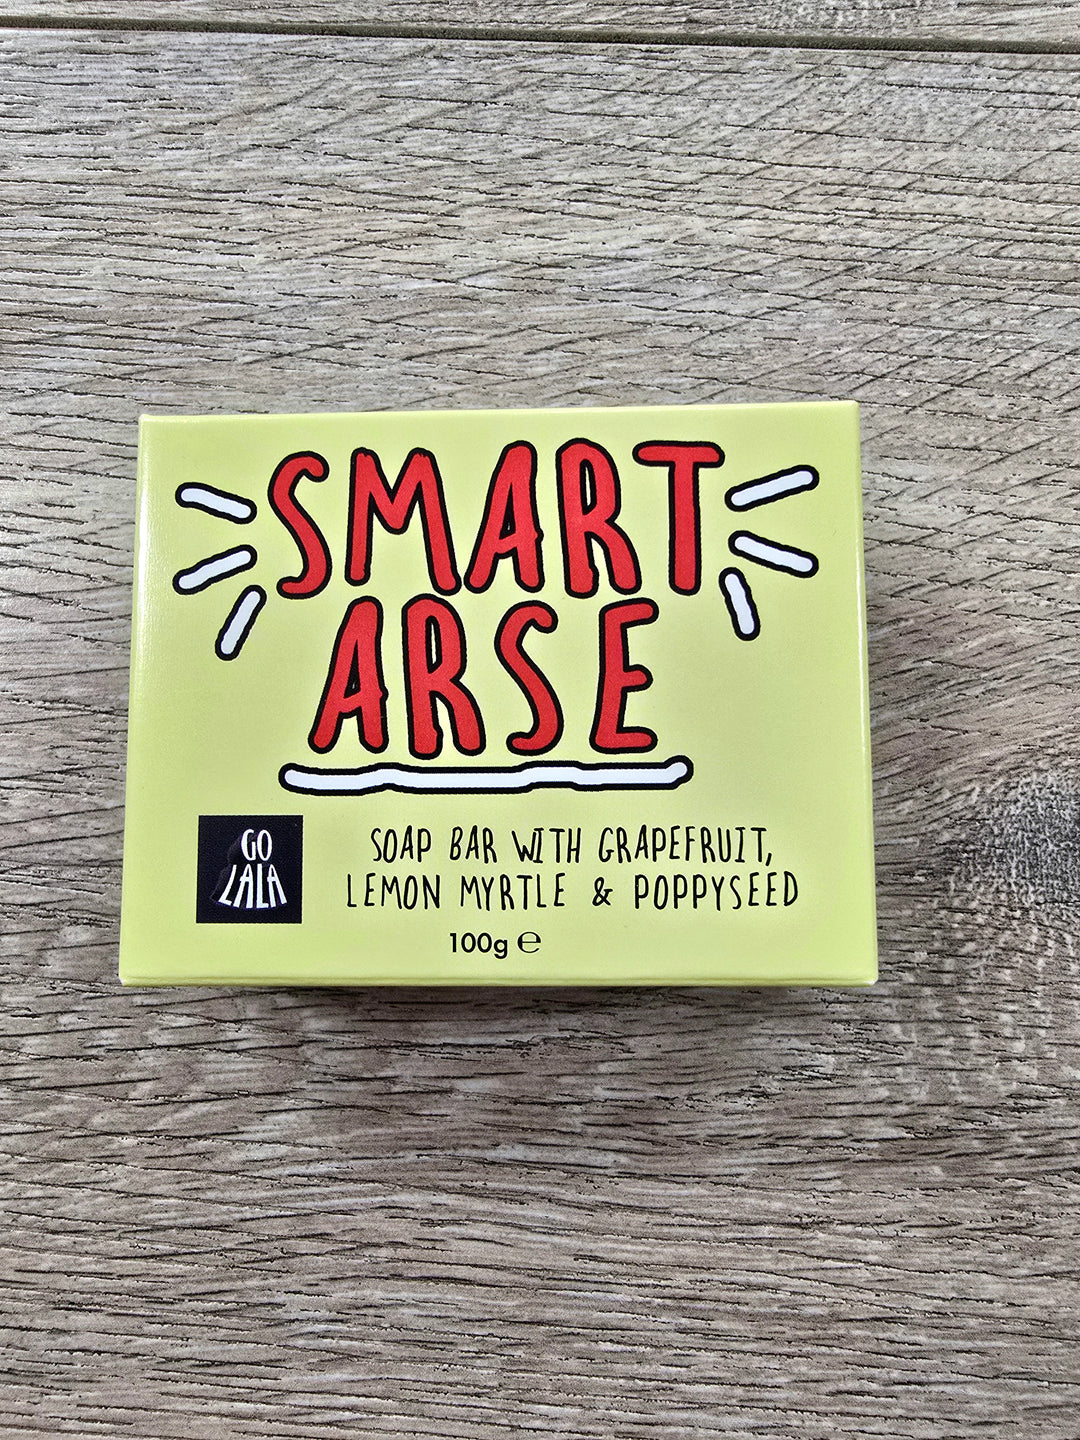 SMART
ARSE
GO
LALA
SOAP BAR WITH GRAPEFRUIT,
LEMON MYRTLE & POPPYSEED
100g ℮